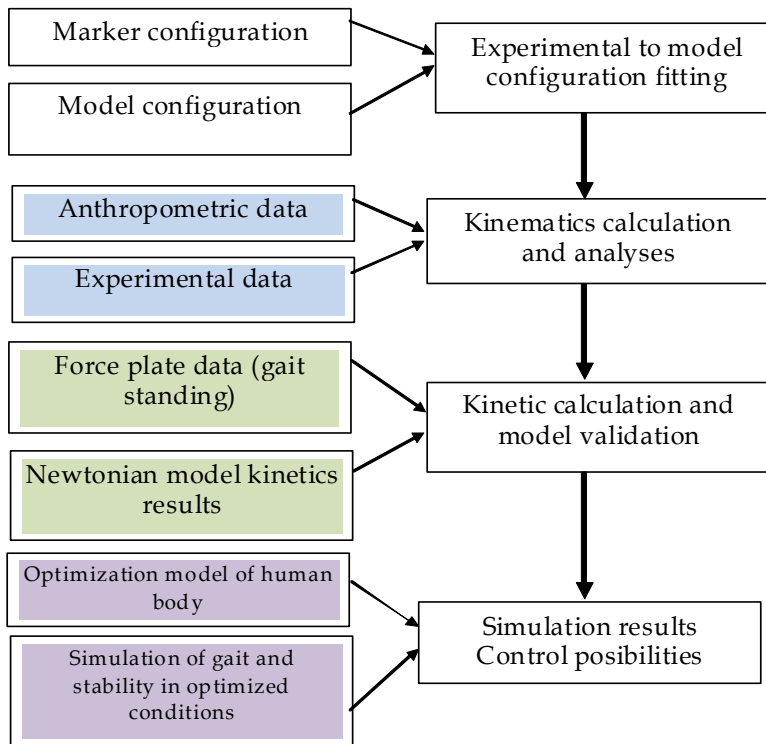 Marker configuration
Model configuration
Experimental to model
configuration fitting
Anthropometric data
Experimental data
Kinematics calculation
and analyses
Force plate data (gait
standing)
Newtonian model kinetics
results
Kinetic calculation and
model validation
Optimization model of human
body
Simulation of gait and
stability in optimized
conditions
Simulation results
Control posibilities